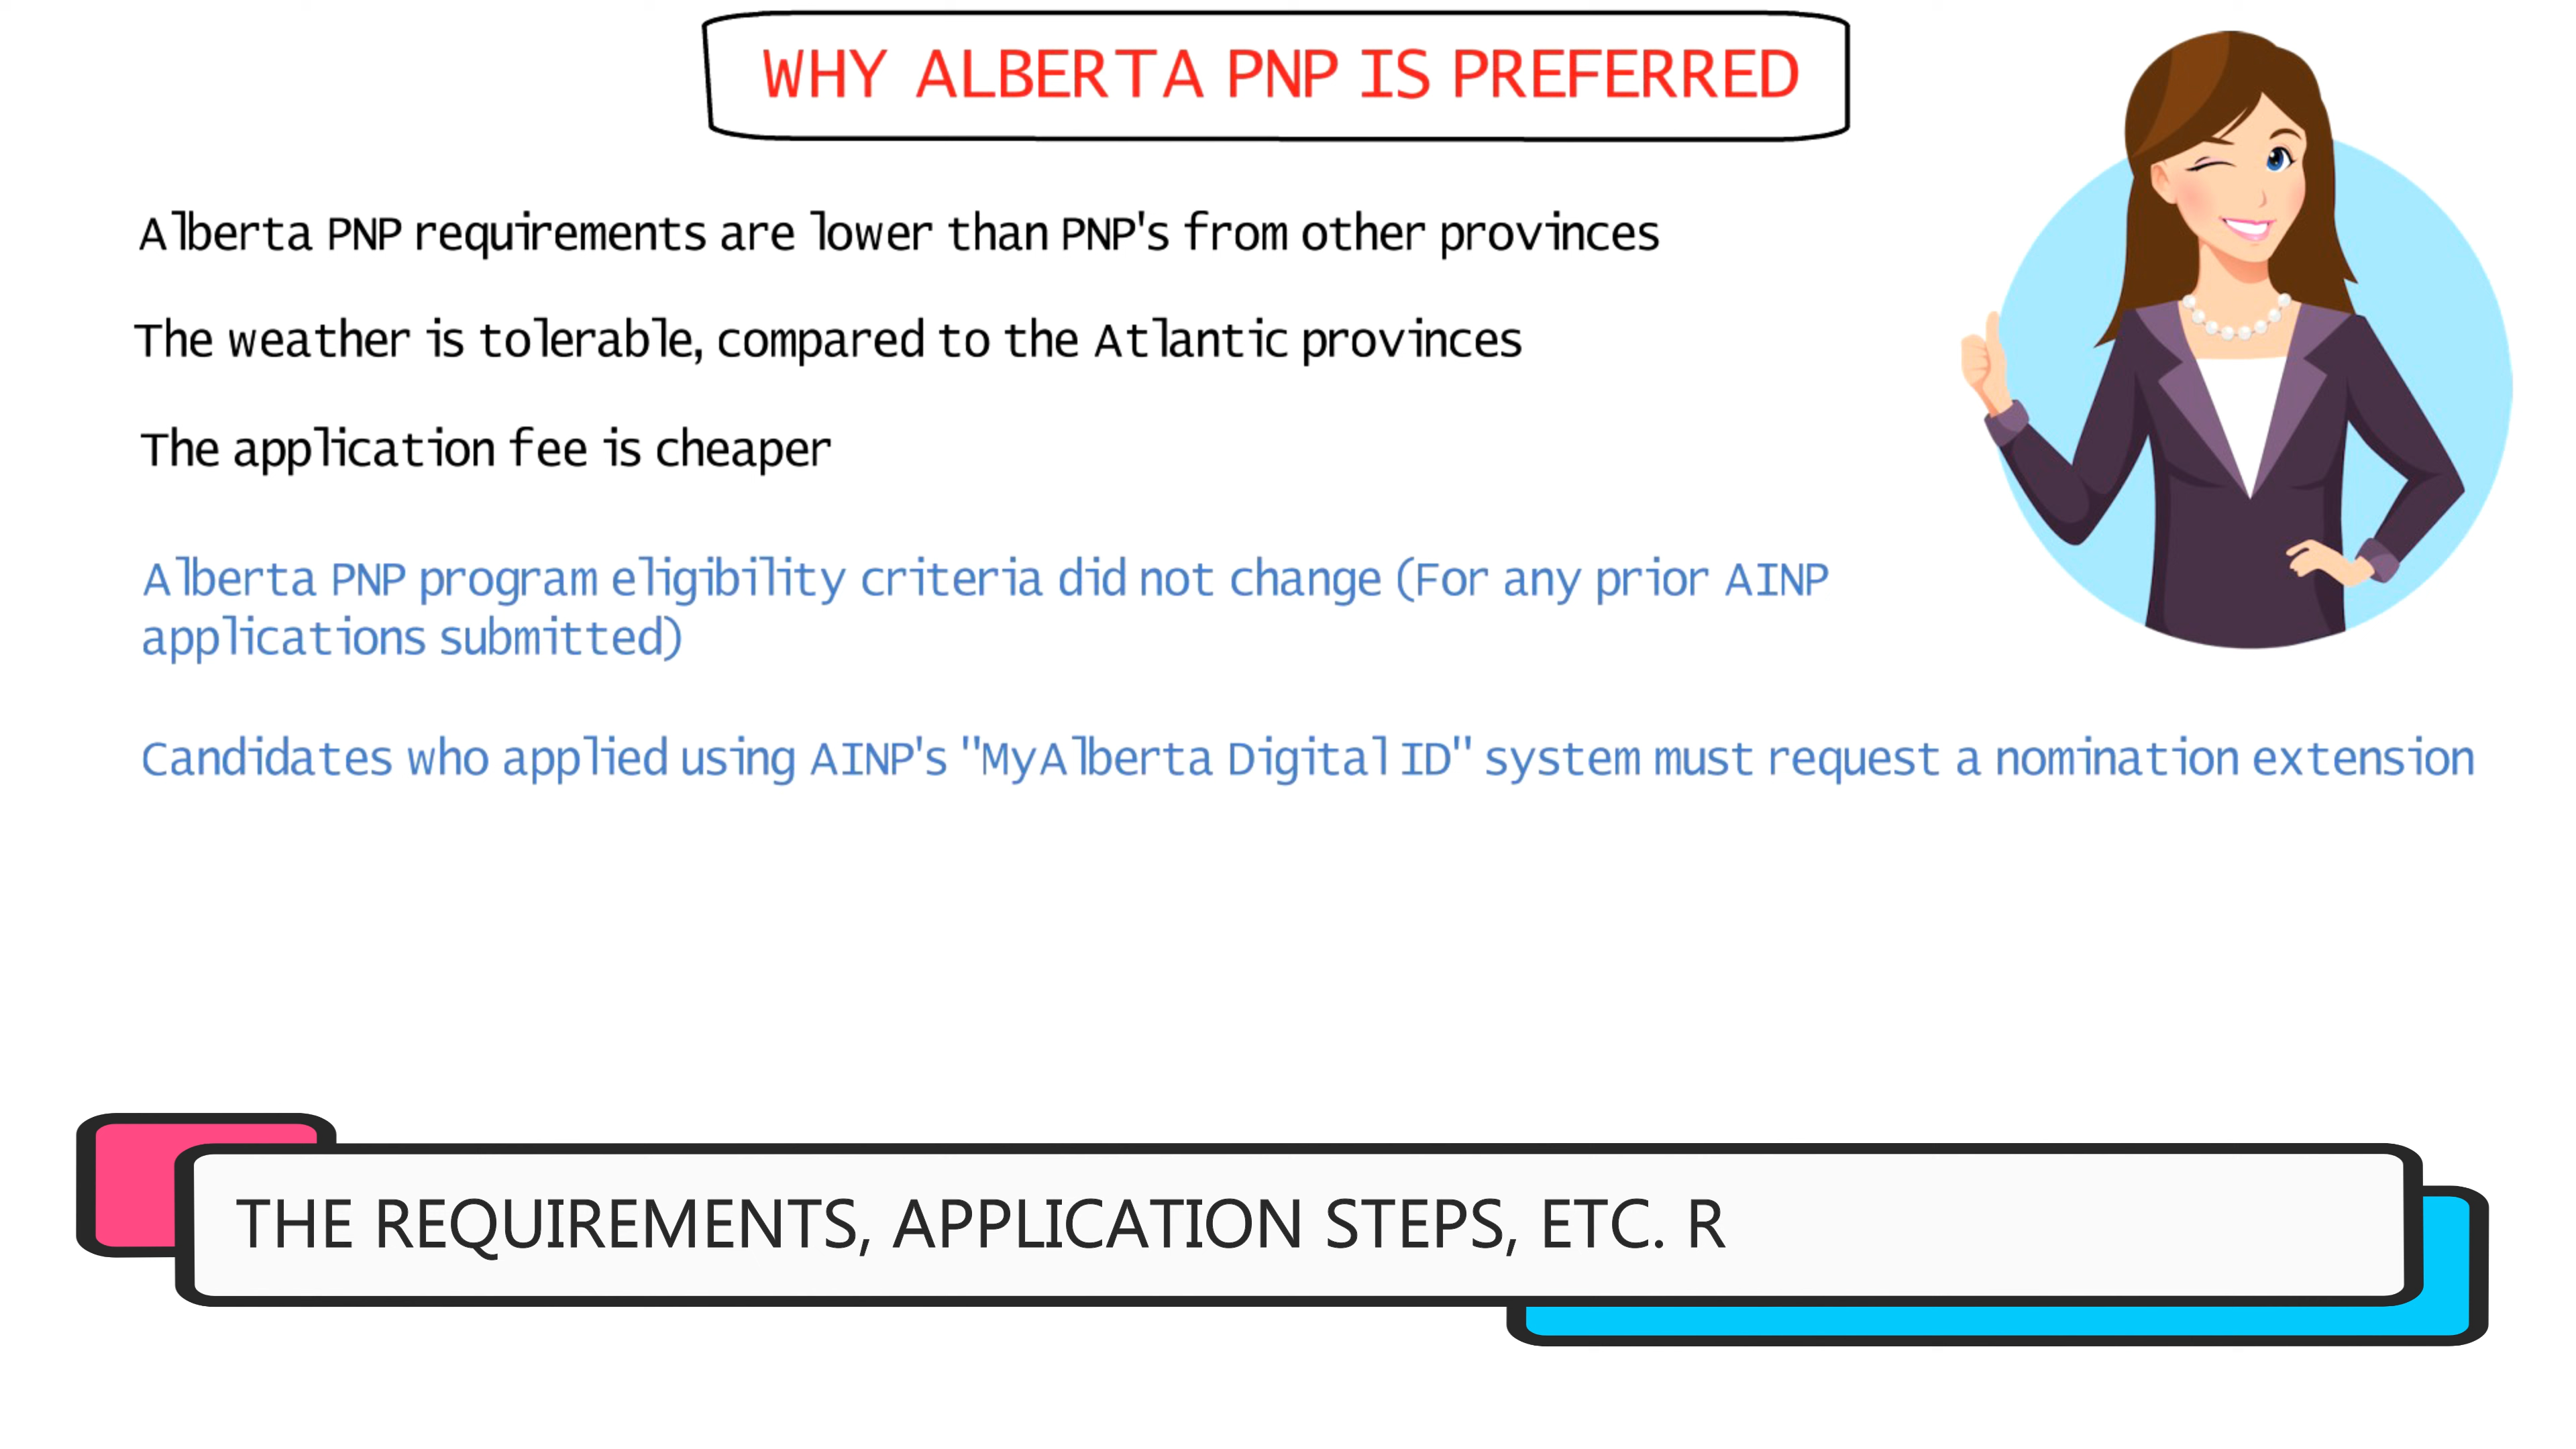 WHY ALBERTA PNP IS PREFERRED
Alberta PNP requirements are lower than PNP's from other provinces
The weather is tolerable, compared to the Atlantic provinces
The application fee is cheaper
Alberta PNP program eligibility criteria did not change (For any prior AINP
applications submitted)
Candidates who applied using AINP's "MyAlberta Digital ID" system must request a nomination extension
THE REQUIREMENTS, APPLICATION STEPS, ETC. R